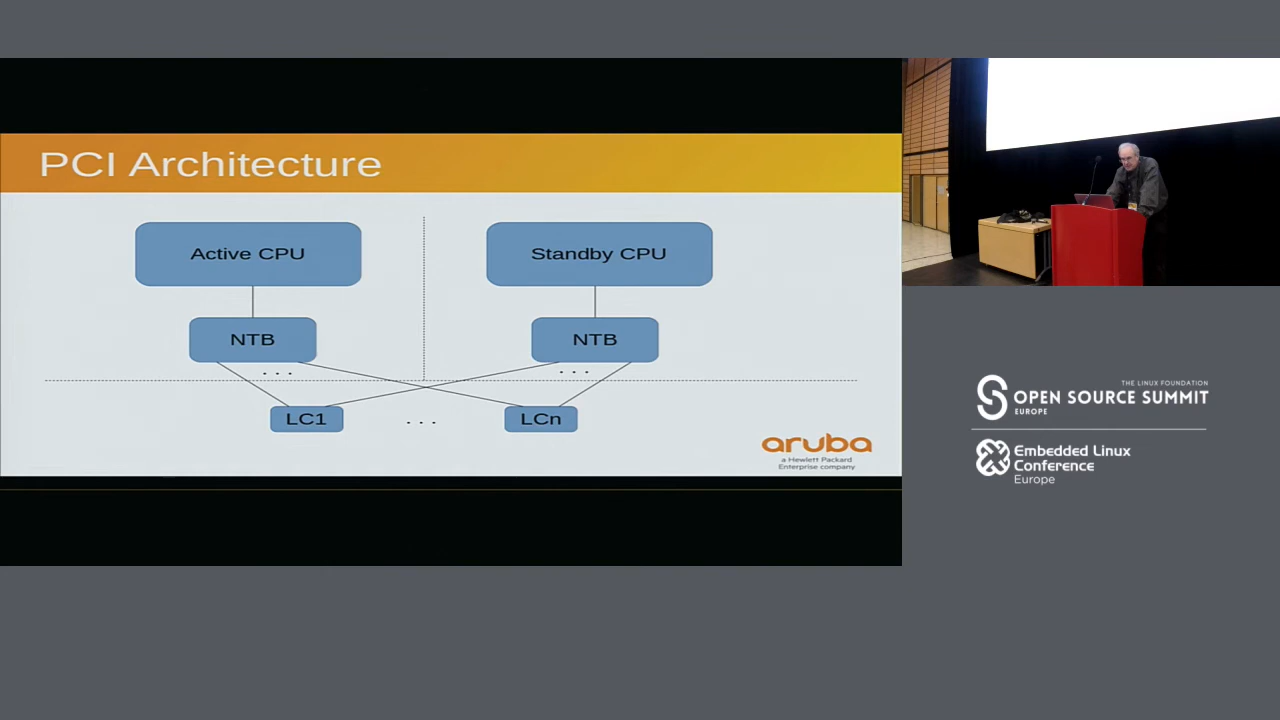 PCI Architecture
Active CPU
Standby CPU
NTB
NTB
. . .
. . .
LC1
. . .
LCn
aruba
a Hewlett Packard
Enterprise company
THE LINUX FOUNDATION
OPEN SOURCE SUMMIT
EUROPE
Embedded Linux
Conference
Europe